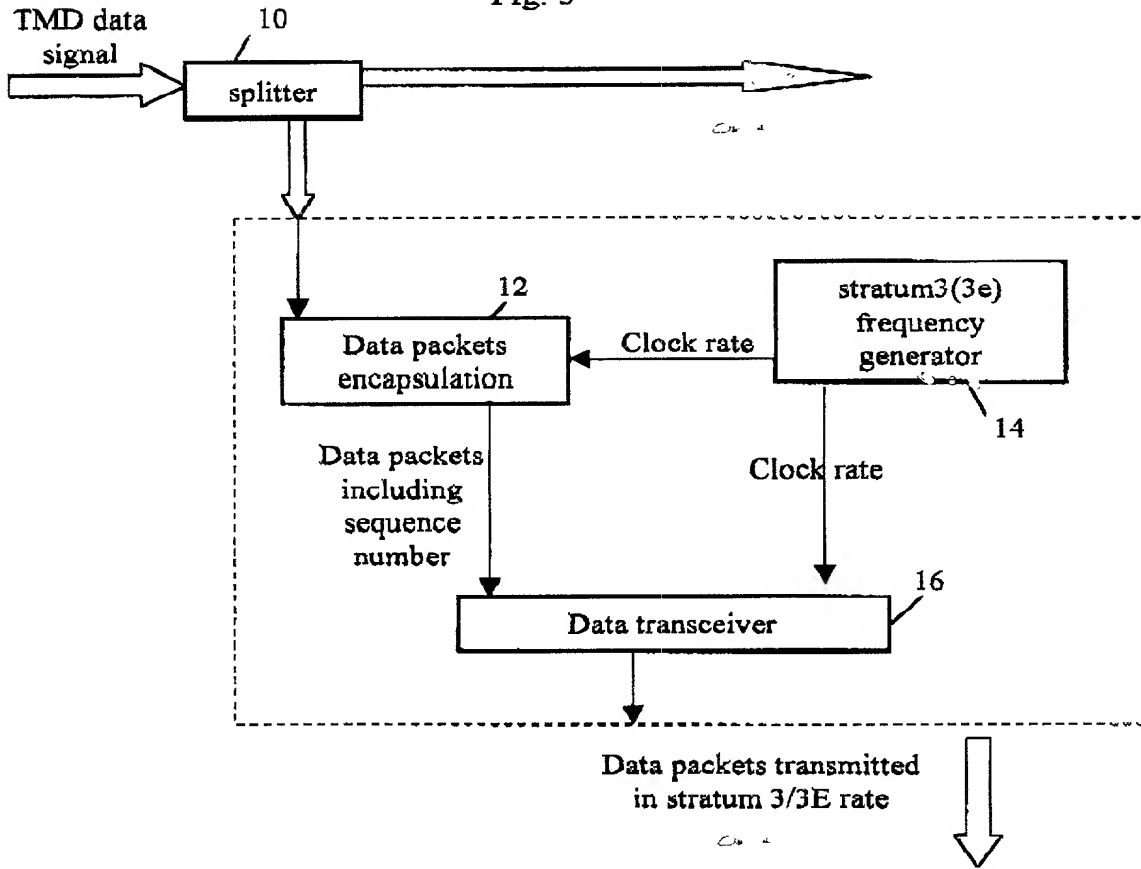 TMD data
signal
10
splitter
12
Data packets
encapsulation
Clock rate
stratum3(3e)
frequency
generator
14
Data packets
including
sequence
number
Clock rate
16
Data transceiver
Data packets transmitted
in stratum 3/3E rate